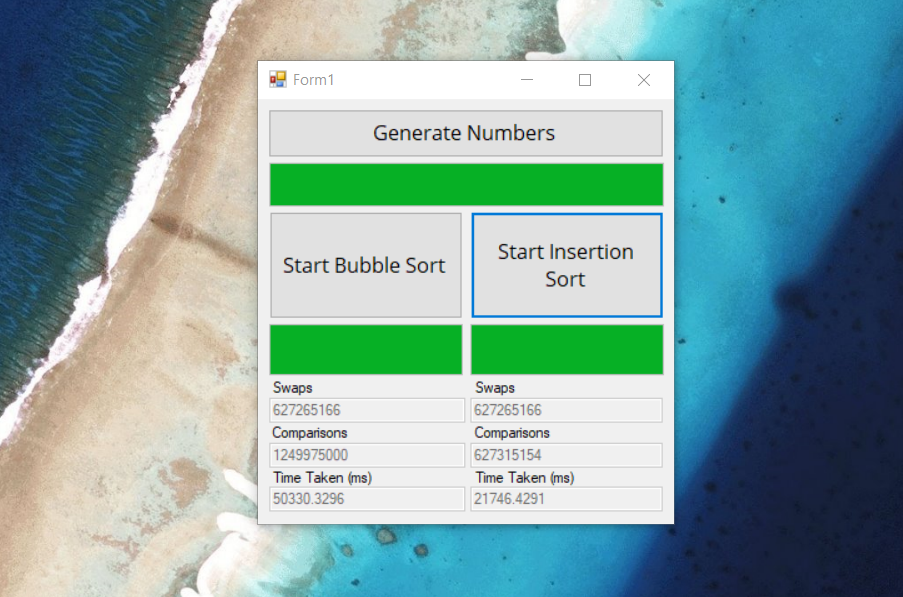 Form1
Generate Numbers
Start Bubble Sort
Start Insertion
Sort
Swaps
Swaps
627265166
627265166
Comparisons
Comparisons
1249975000
627315154
Time Taken (ms)
Time Taken (ms)
50330.3296
21746.4291